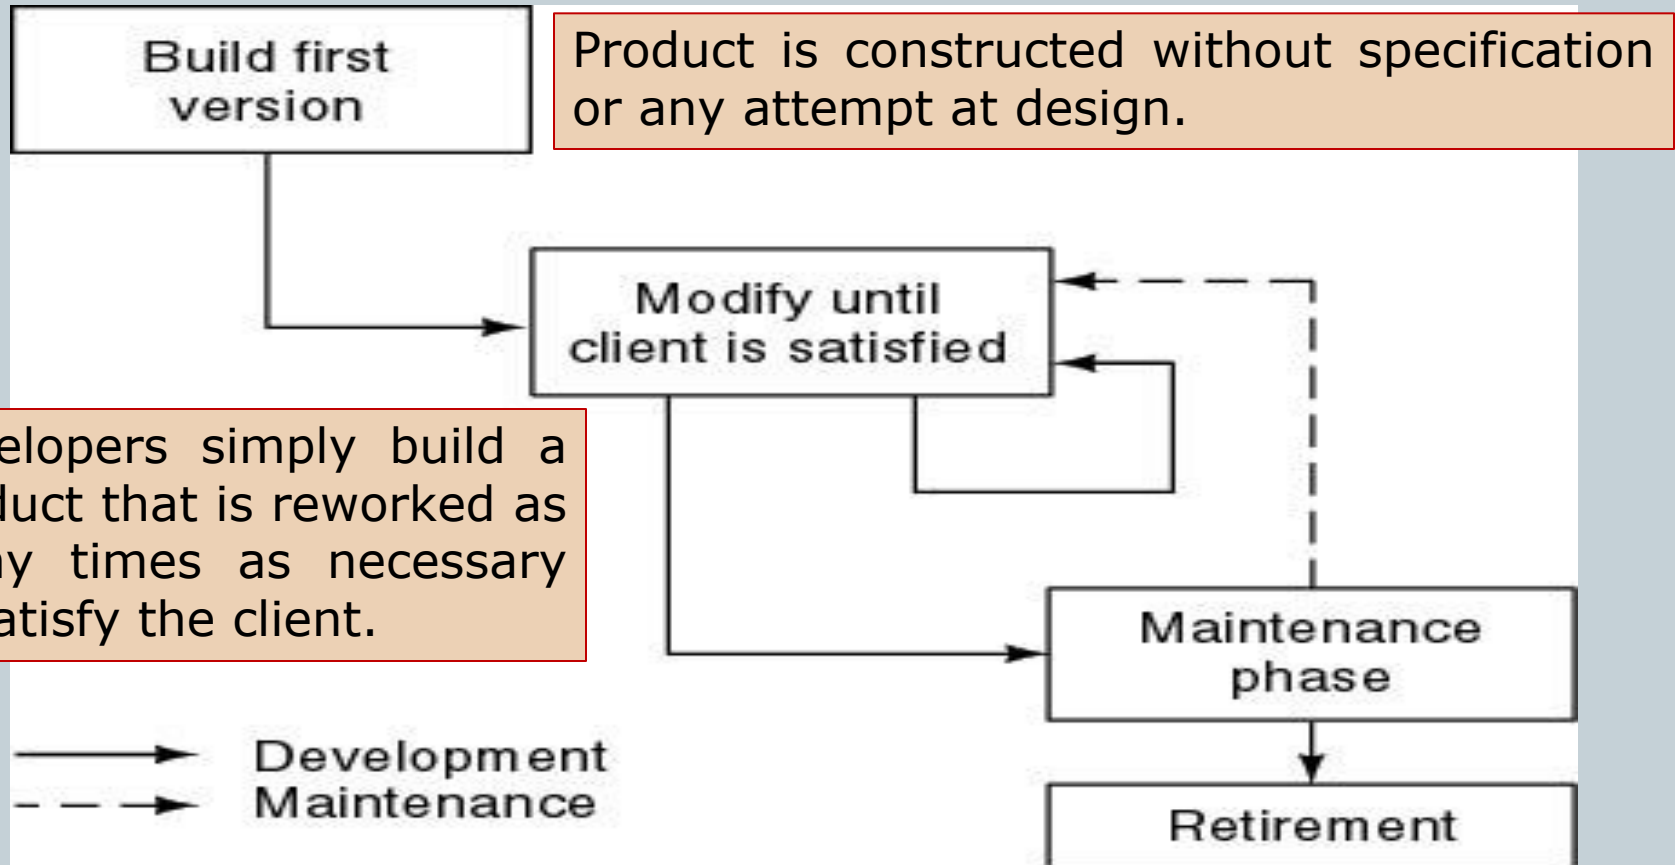 Build first
version
Product is constructed without specification
or any attempt at design.
Modify until
client is satisfied
elopers simply build a
duct that is reworked as
ny times as necessary
atisfy the client.
Maintenance
phase
Development
Maintenance
Retirement